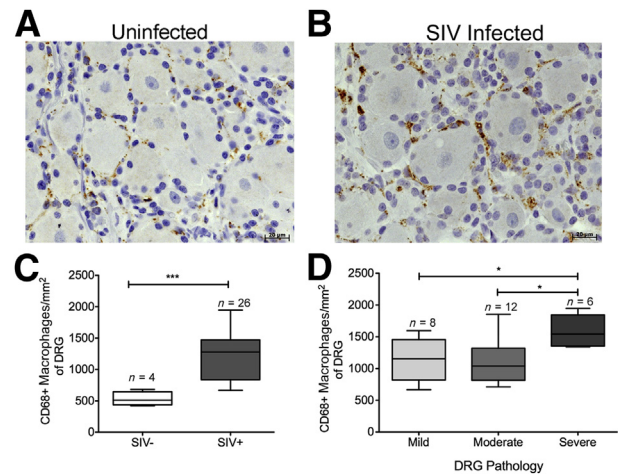 A
Uninfected
B
SIV Infected
20 µm
20 µm
C
CD68+ Macrophages/mm²
of DRG
2500
2000
1500
1000
500
0
***
n = 4
n = 26
SIV-
SIV+
D
CD68+ Macrophages/mm²
of DRG
2500
2000
1500
1000
500
0
*
*
n = 8
n = 12
n = 6
Mild
Moderate
Severe
DRG Pathology